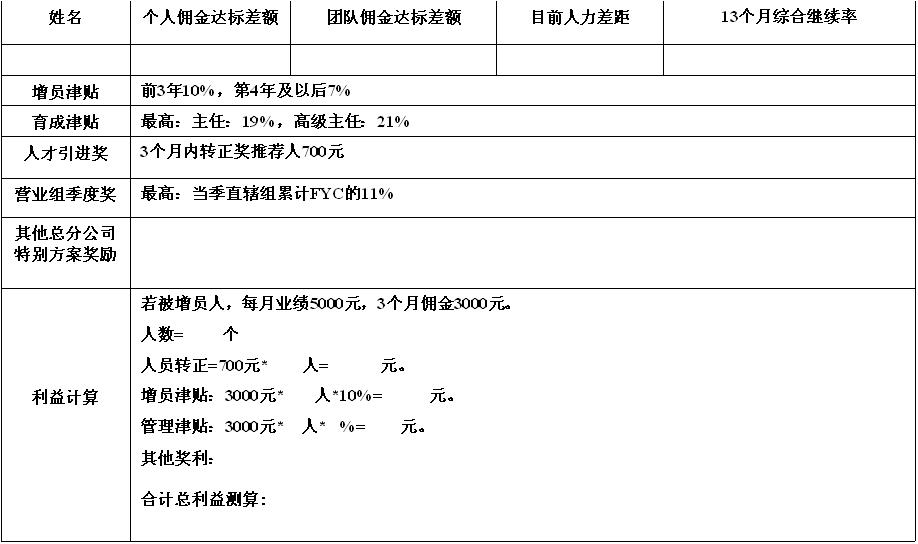 姓名 个人佣金达标差额 团队佣金达标差额 目前人力差距 13个月综合继续率
增员津贴 前3年10%，第4年及以后7%
育成津贴 最高：主任：19%，高级主任：21%
人才引进奖 3个月内转正奖推荐人700元
营业组季度奖 最高：当季直辖组累计FYC的11%
其他总分公司
特别方案奖励
利益计算
若被增员人，每月业绩5000元，3个月佣金3000元。
人数= 个
人员转正=700元* 人= 元。
增员津贴：3000元* 人*10%= 元。
管理津贴：3000元* 人* %= 元。
其他奖利：
合计总利益测算：